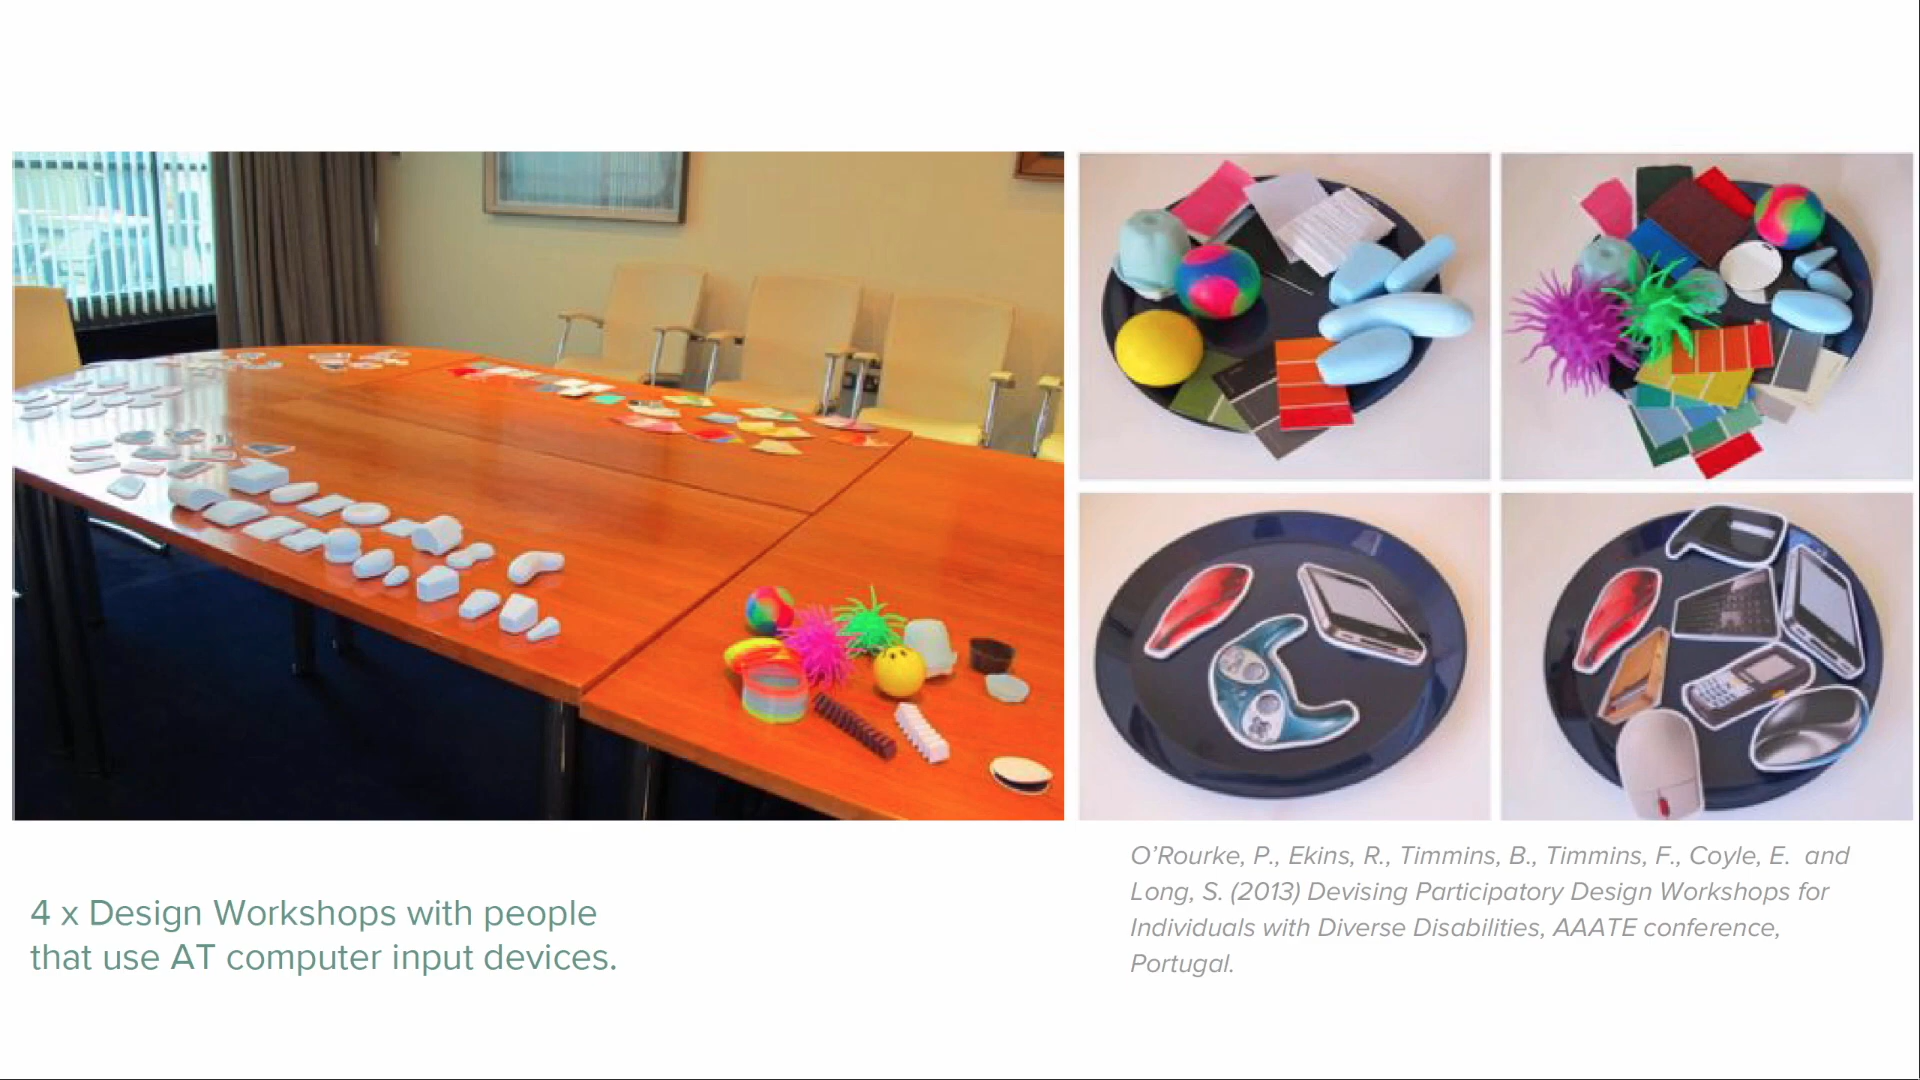 4 x Design Workshops with people
that use AT computer input devices.
O’Rourke, P., Ekins, R., Timmins, B., Timmins, F., Coyle, E.  and
Long, S. (2013) Devising Participatory Design Workshops for
Individuals with Diverse Disabilities, AAATE conference,
Portugal.